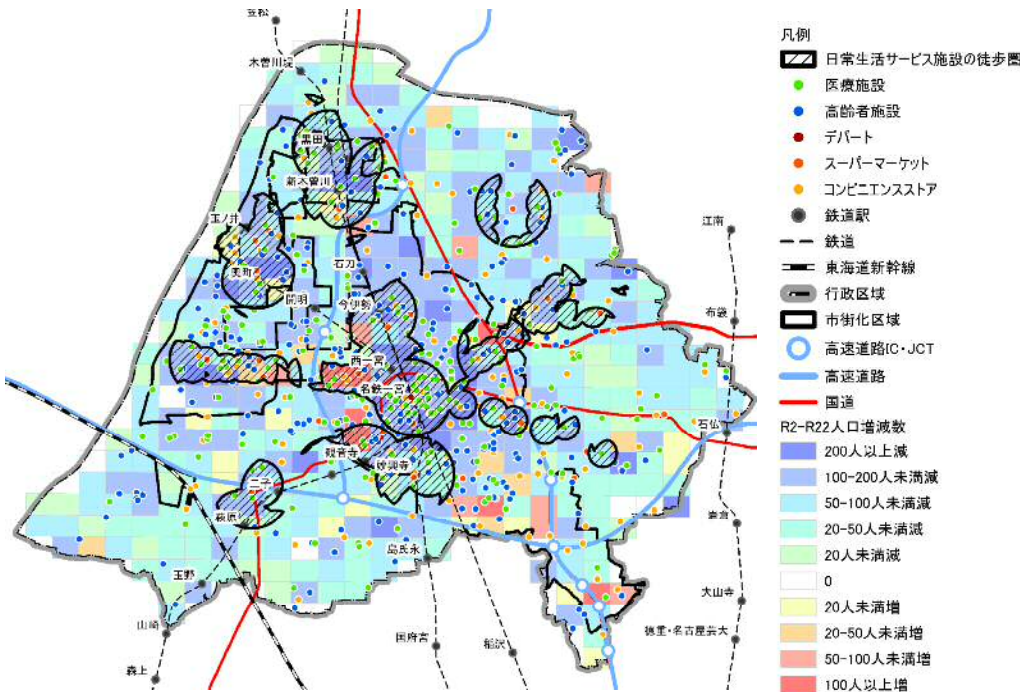 笠松
木曽川堤
黒田
新木曽川
玉ノ井
奥町
石刀
開明
今伊勢
西一宮
名鉄一宮
観音寺
妙興寺
二子
萩原
島氏永
玉野
山崎
森上
国府宮
稲沢
江南
布袋
石仏
岩倉
大山寺
徳重・名古屋芸大
凡例
日常生活サービス施設の徒歩圏
医療施設
高齢者施設
デパート
スーパーマーケット
コンビニエンスストア
鉄道駅
鉄道
東海道新幹線
行政区域
市街化区域
高速道路IC・JCT
高速道路
国道
R2-R22人口増減数
200人以上減
100-200人未満減
50-100人未満減
20-50人未満減
20人未満減
0
20人未満増
20-50人未満増
50-100人未満増
100人以上増